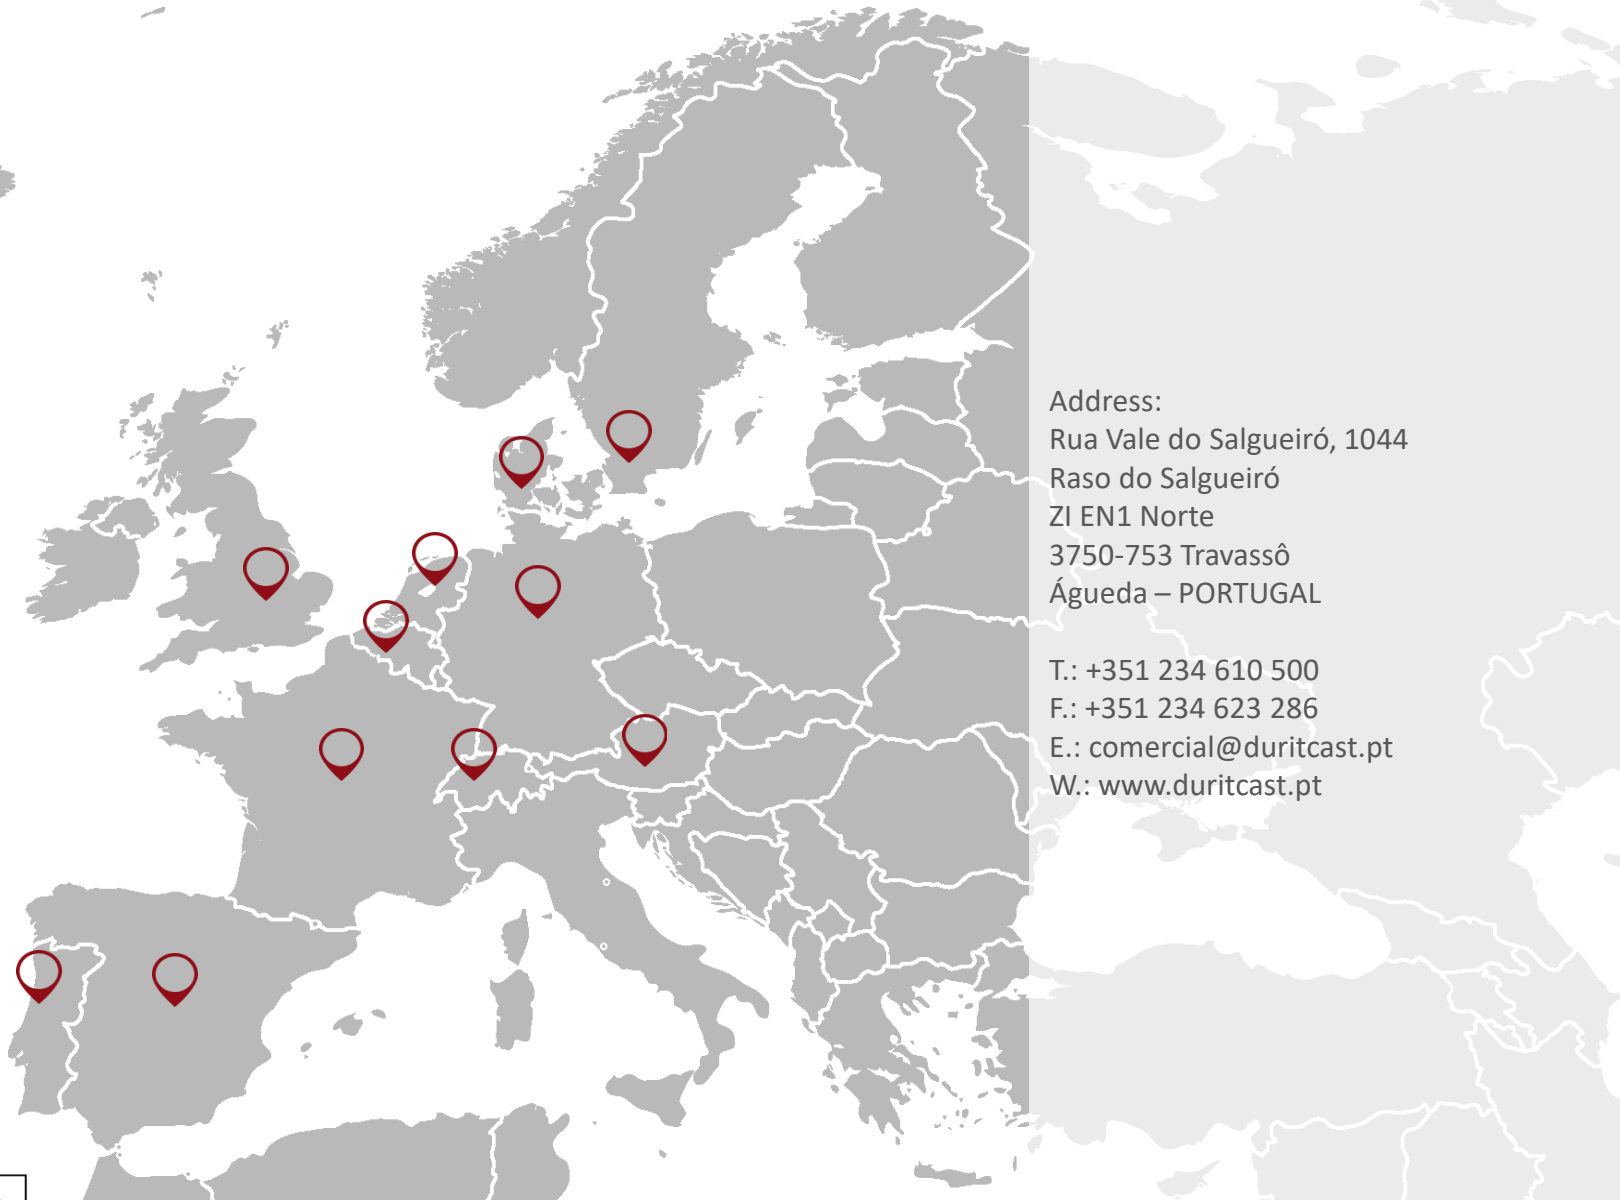 Address:
Rua Vale do Salgueiró, 1044
Raso do Salgueiró
ZI EN1 Norte
3750-753 Travassô
Águeda – PORTUGAL
T.: +351 234 610 500
F.: +351 234 623 286
E.: comercial@duritcast.pt
W.: www.duritcast.pt